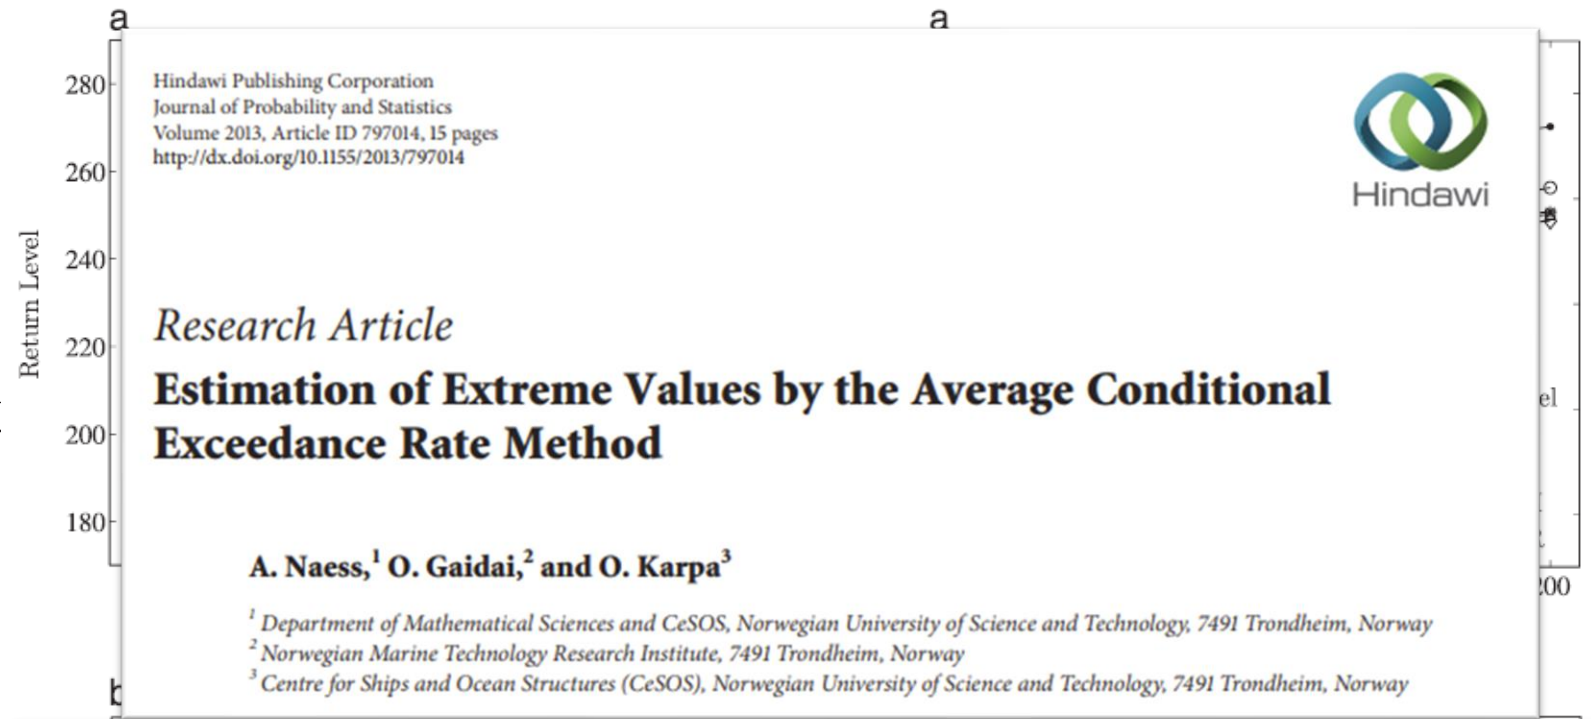 a
a
280
260
240
220
200
180
Return Level
Hindawi Publishing Corporation
Journal of Probability and Statistics
Volume 2013, Article ID 797014, 15 pages
http://dx.doi.org/10.1155/2013/797014
Hindawi
Research Article
Estimation of Extreme Values by the Average Conditional
Exceedance Rate Method
A. Naess,¹ O. Gaidai,² and O. Karpa³
¹ Department of Mathematical Sciences and CeSOS, Norwegian University of Science and Technology, 7491 Trondheim, Norway
² Norwegian Marine Technology Research Institute, 7491 Trondheim, Norway
³ Centre for Ships and Ocean Structures (CeSOS), Norwegian University of Science and Technology, 7491 Trondheim, Norway
el
200
b